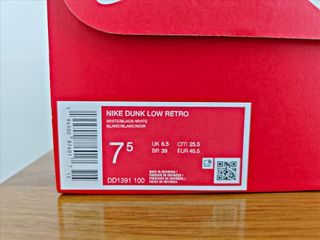 NIKE DUNK LOW RETRO
WHITE/BLACK-WHITE
BLANC/BLANC/NOIR
7 5
UK 6.5 cm 25.5
BR 39 EUR 40.5
DD1391 100
MADE IN INDONESIA /